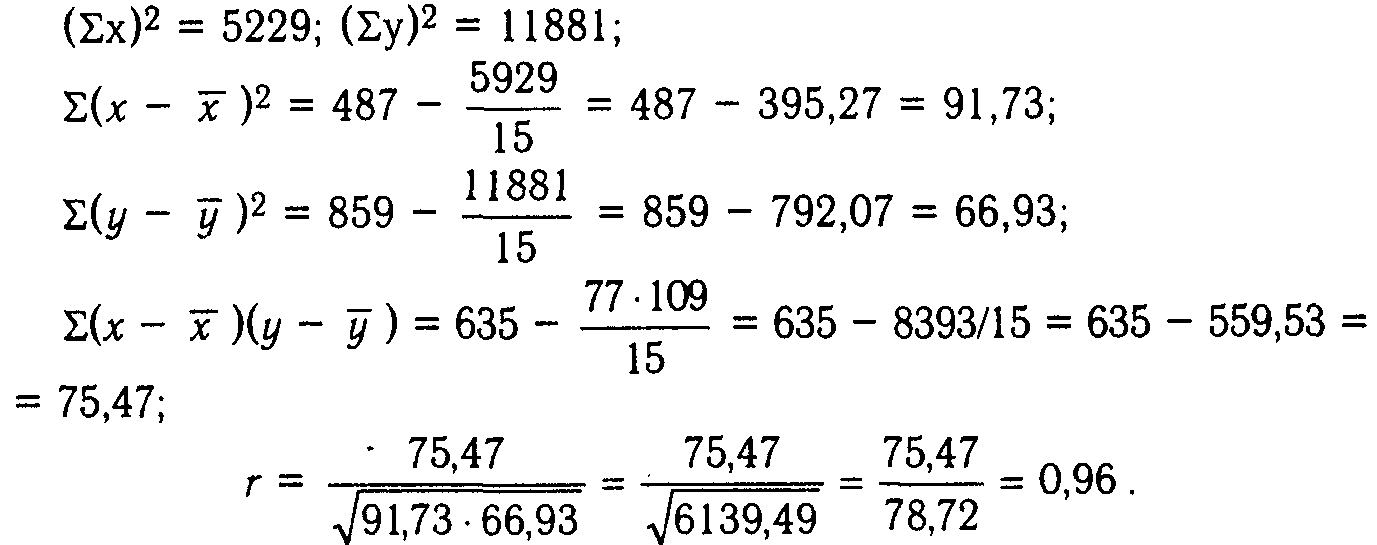 (Σx)² = 5229; (Σy)² = 11881;
Σ(x − x̄ )² = 487 − 5929/15 = 487 − 395,27 = 91,73;
Σ(y − ȳ )² = 859 − 11881/15 = 859 − 792,07 = 66,93;
Σ(x − x̄ )(y − ȳ ) = 635 − 77·109/15 = 635 − 8393/15 = 635 − 559,53 =
= 75,47;
r = 75,47/√(91,73 · 66,93) = 75,47/√6139,49 = 75,47/78,72 = 0,96 .